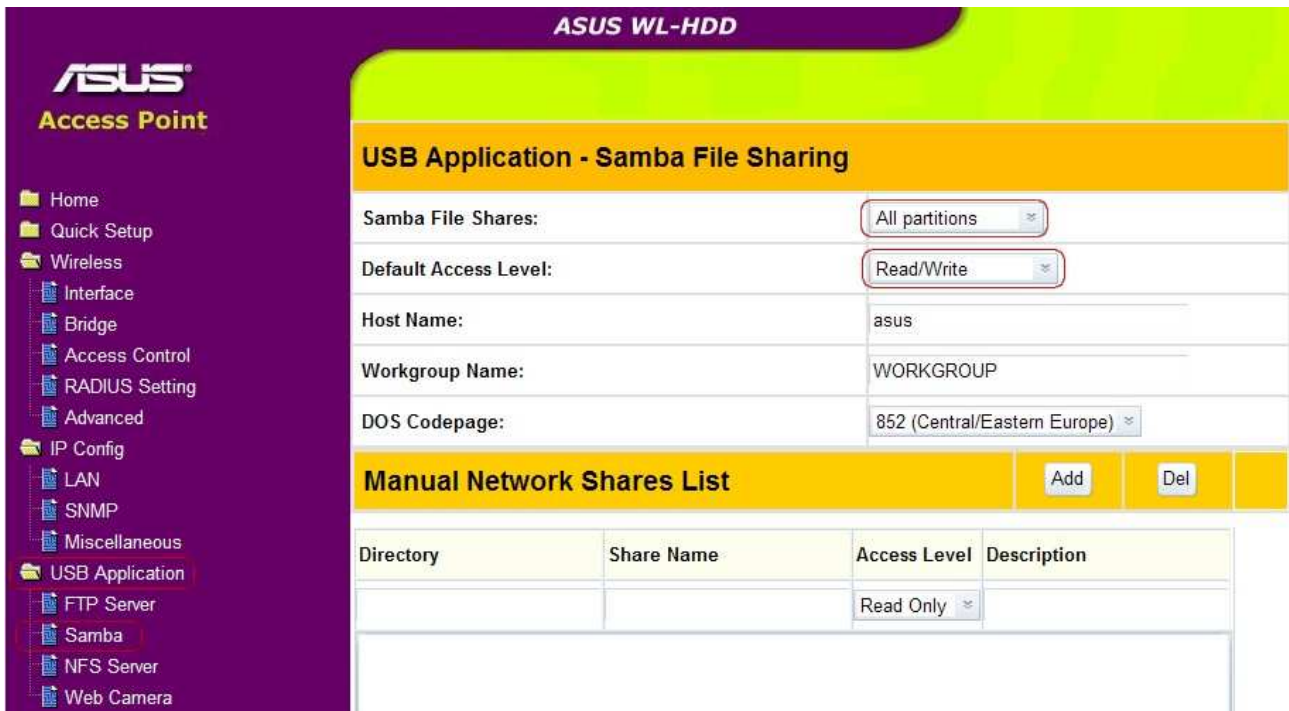 ASUS WL-HDD
ASUS
Access Point
Home
Quick Setup
Wireless
Interface
Bridge
Access Control
RADIUS Setting
Advanced
IP Config
LAN
SNMP
Miscellaneous
USB Application
FTP Server
Samba
NFS Server
Web Camera
USB Application - Samba File Sharing
Samba File Shares: All partitions
Default Access Level: Read/Write
Host Name: asus
Workgroup Name: WORKGROUP
DOS Codepage: 852 (Central/Eastern Europe)
Manual Network Shares List Add Del
Directory Share Name Access Level Description
Read Only